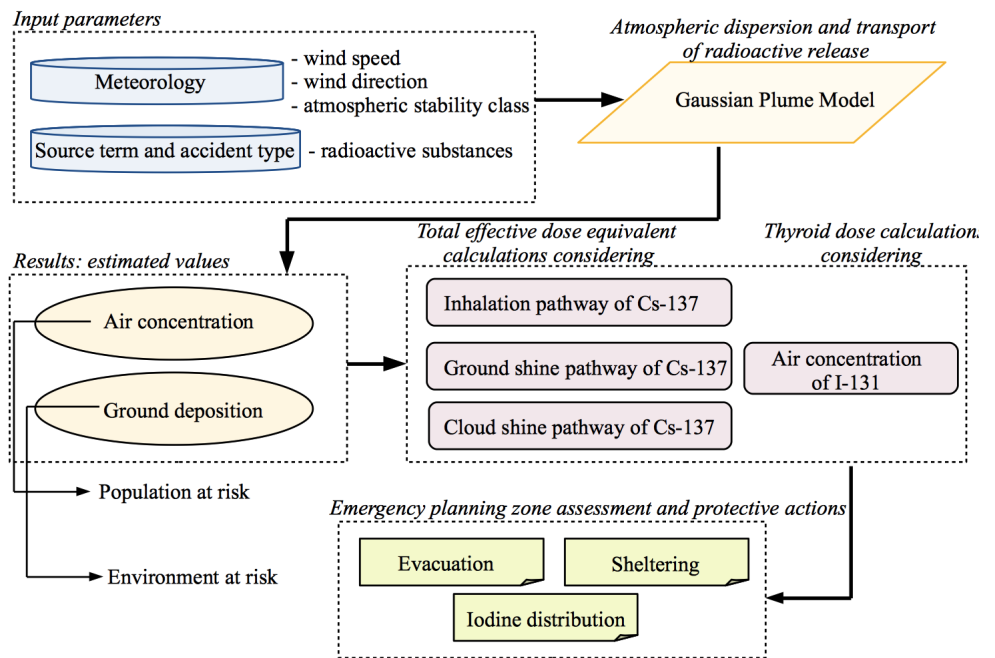 Input parameters
Meteorology
- wind speed
- wind direction
- atmospheric stability class
Source term and accident type
- radioactive substances
Atmospheric dispersion and transport
of radioactive release
Gaussian Plume Model
Results: estimated values
Air concentration
Ground deposition
Population at risk
Environment at risk
Total effective dose equivalent
calculations considering
Inhalation pathway of Cs-137
Ground shine pathway of Cs-137
Cloud shine pathway of Cs-137
Thyroid dose calculation.
considering
Air concentration
of I-131
Emergency planning zone assessment and protective actions
Evacuation
Sheltering
Iodine distribution